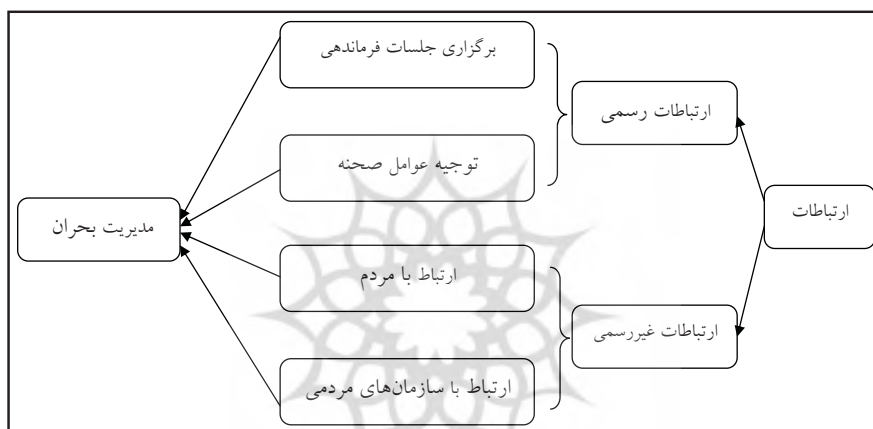 برگزاری جلسات فرماندهی
ارتباطات رسمی
توجیه عوامل صحنه
ارتباطات
مدیریت بحران
ارتباط با مردم
ارتباطات غیررسمی
ارتباط با سازمان‌های مردمی